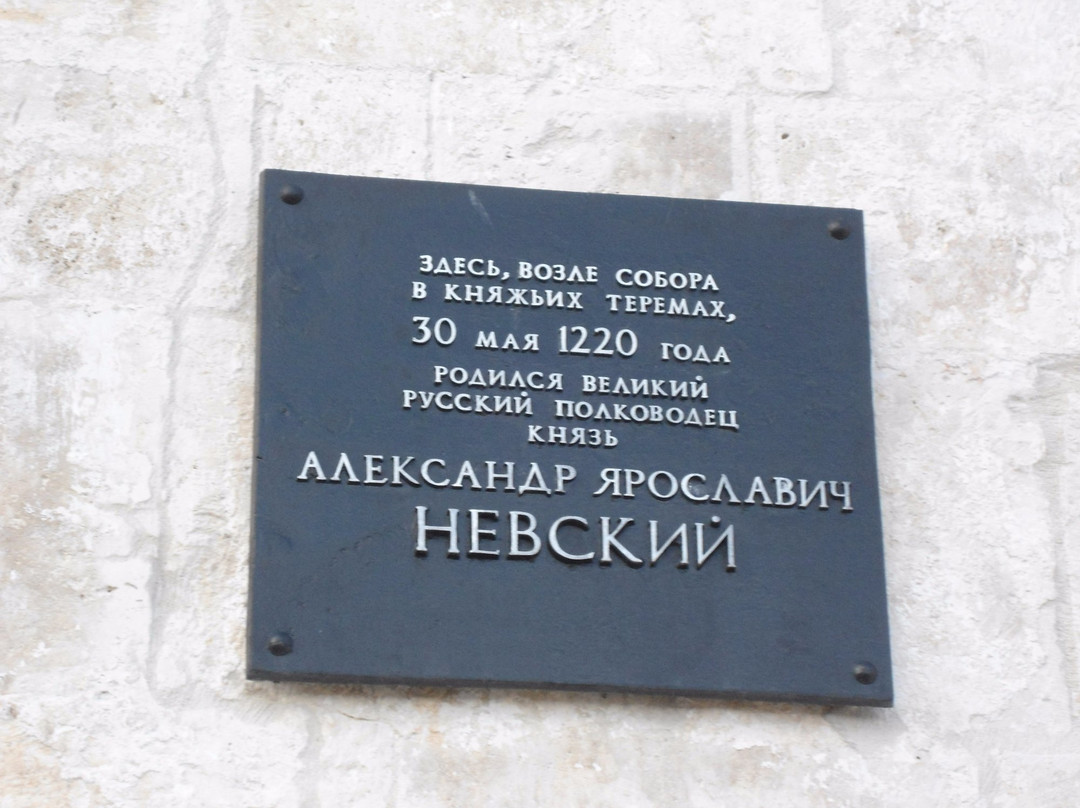 ЗДЕСЬ, ВОЗЛЕ СОБОРА
В КНЯЖЬИХ ТЕРЕМАХ,
30 МАЯ 1220 ГОДА
РОДИЛСЯ ВЕЛИКИЙ
РУССКИЙ ПОЛКОВОДЕЦ
КНЯЗЬ
АЛЕКСАНДР ЯРОСЛАВИЧ
НЕВСКИЙ